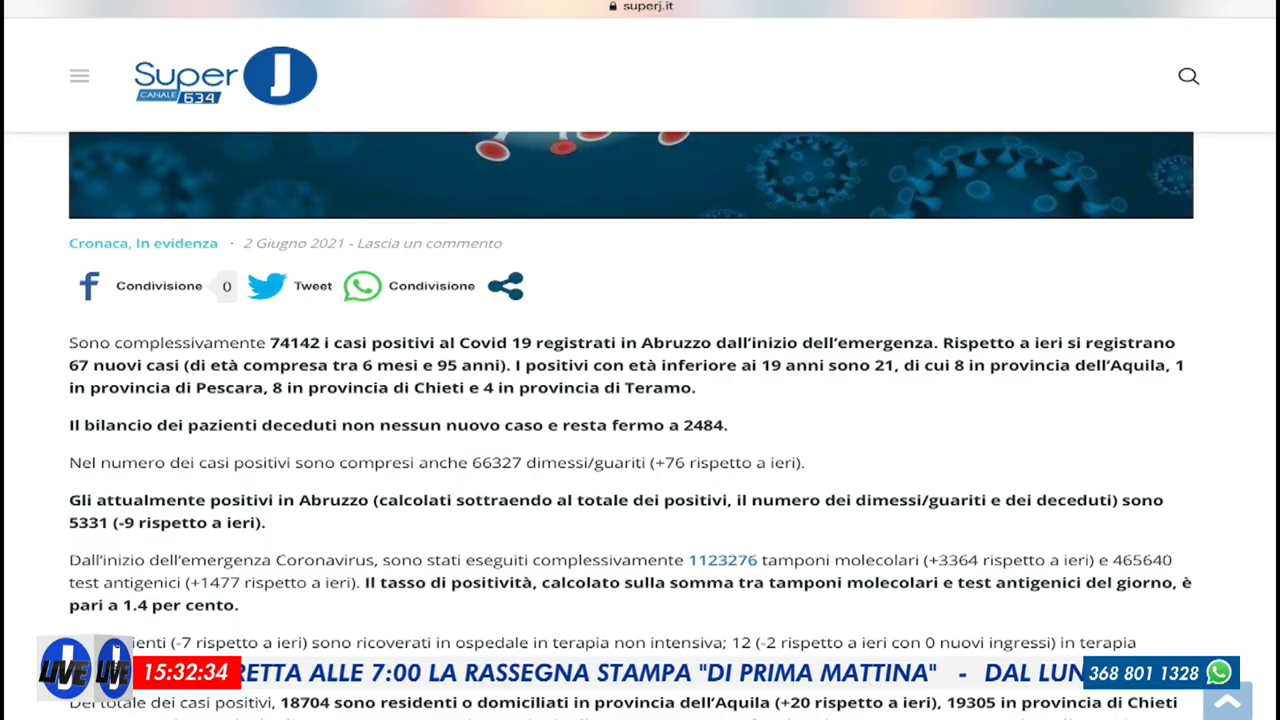 superj.it
Super J
CANALE 634
Cronaca, In evidenza · 2 Giugno 2021 - Lascia un commento
Condivisione 0 Tweet Condivisione
Sono complessivamente 74142 i casi positivi al Covid 19 registrati in Abruzzo dall'inizio dell'emergenza. Rispetto a ieri si registrano
67 nuovi casi (di età compresa tra 6 mesi e 95 anni). I positivi con età inferiore ai 19 anni sono 21, di cui 8 in provincia dell'Aquila, 1
in provincia di Pescara, 8 in provincia di Chieti e 4 in provincia di Teramo.
Il bilancio dei pazienti deceduti non nessun nuovo caso e resta fermo a 2484.
Nel numero dei casi positivi sono compresi anche 66327 dimessi/guariti (+76 rispetto a ieri).
Gli attualmente positivi in Abruzzo (calcolati sottraendo al totale dei positivi, il numero dei dimessi/guariti e dei deceduti) sono
5331 (-9 rispetto a ieri).
Dall'inizio dell'emergenza Coronavirus, sono stati eseguiti complessivamente 1123276 tamponi molecolari (+3364 rispetto a ieri) e 465640
test antigenici (+1477 rispetto a ieri). Il tasso di positività, calcolato sulla somma tra tamponi molecolari e test antigenici del giorno, è
pari a 1.4 per cento.
ienti (-7 rispetto a ieri) sono ricoverati in ospedale in terapia non intensiva; 12 (-2 rispetto a ieri con 0 nuovi ingressi) in terapia
J LIVE J LIVE 15:32:34 RETTA ALLE 7:00 LA RASSEGNA STAMPA "DI PRIMA MATTINA" - DAL LUN 368 801 1328
Del totale dei casi positivi, 18704 sono residenti o domiciliati in provincia dell'Aquila (+20 rispetto a ieri), 19305 in provincia di Chieti